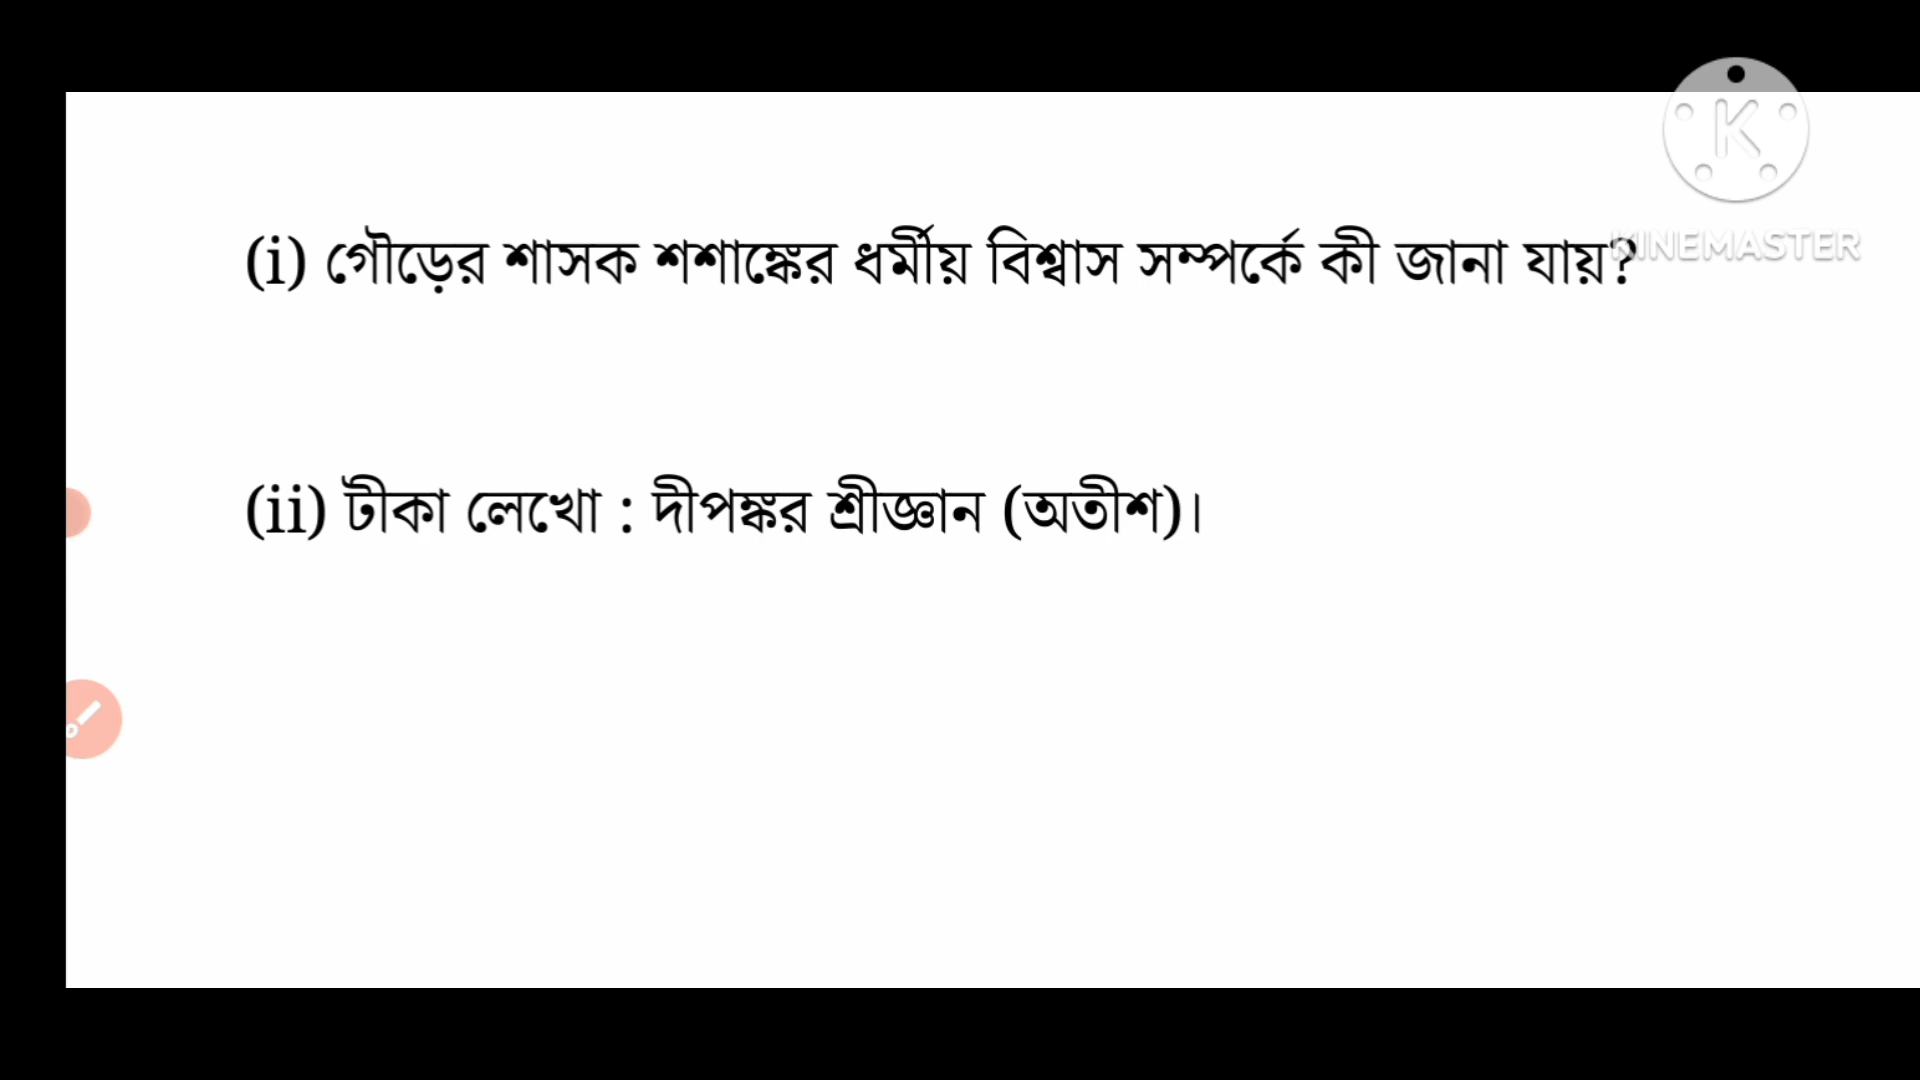 (i) গৌড়ের শাসক শশাঙ্কের ধর্মীয় বিশ্বাস সম্পর্কে কী জানা যায়?
KINEMASTER
(ii) টীকা লেখো : দীপঙ্কর শ্রীজ্ঞান (অতীশ)।